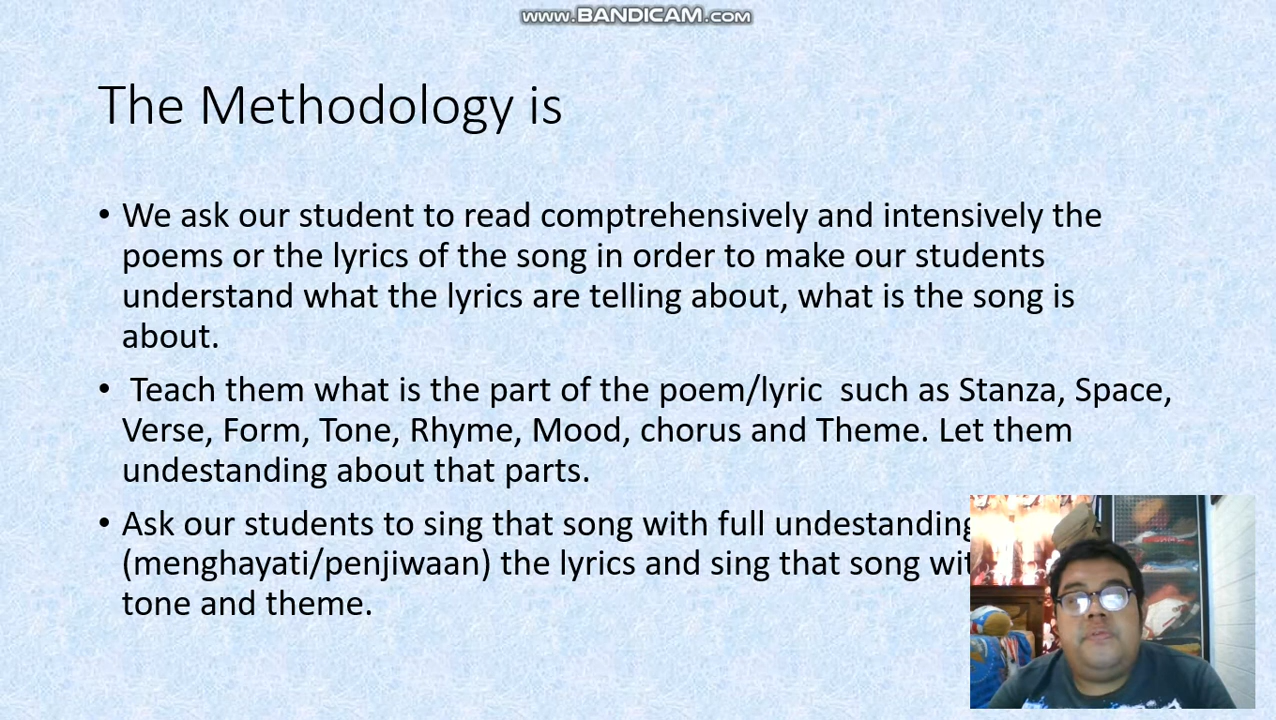 www.BANDICAM.com
The Methodology is
• We ask our student to read comptrehensively and intensively the
poems or the lyrics of the song in order to make our students
understand what the lyrics are telling about, what is the song is
about.
• Teach them what is the part of the poem/lyric such as Stanza, Space,
Verse, Form, Tone, Rhyme, Mood, chorus and Theme. Let them
undestanding about that parts.
• Ask our students to sing that song with full undestanding
(menghayati/penjiwaan) the lyrics and sing that song
tone and theme.